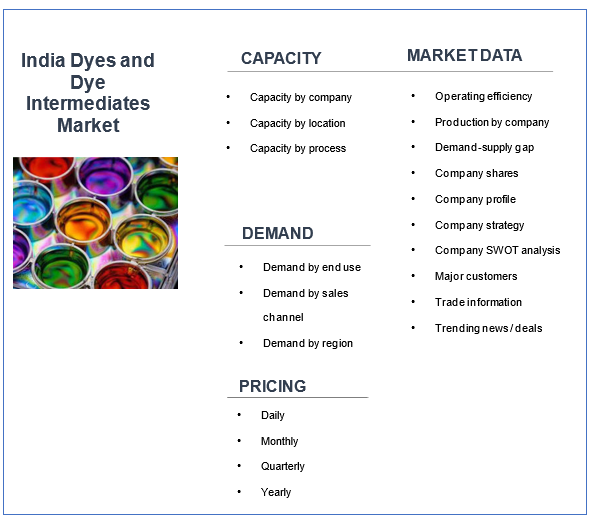 India Dyes and
Dye
Intermediates
Market
CAPACITY
• Capacity by company
• Capacity by location
• Capacity by process
DEMAND
• Demand by end use
• Demand by sales
channel
• Demand by region
PRICING
• Daily
• Monthly
• Quarterly
• Yearly
MARKET DATA
• Operating efficiency
• Production by company
• Demand-supply gap
• Company shares
• Company profile
• Company strategy
• Company SWOT analysis
• Major customers
• Trade information
• Trending news/ deals